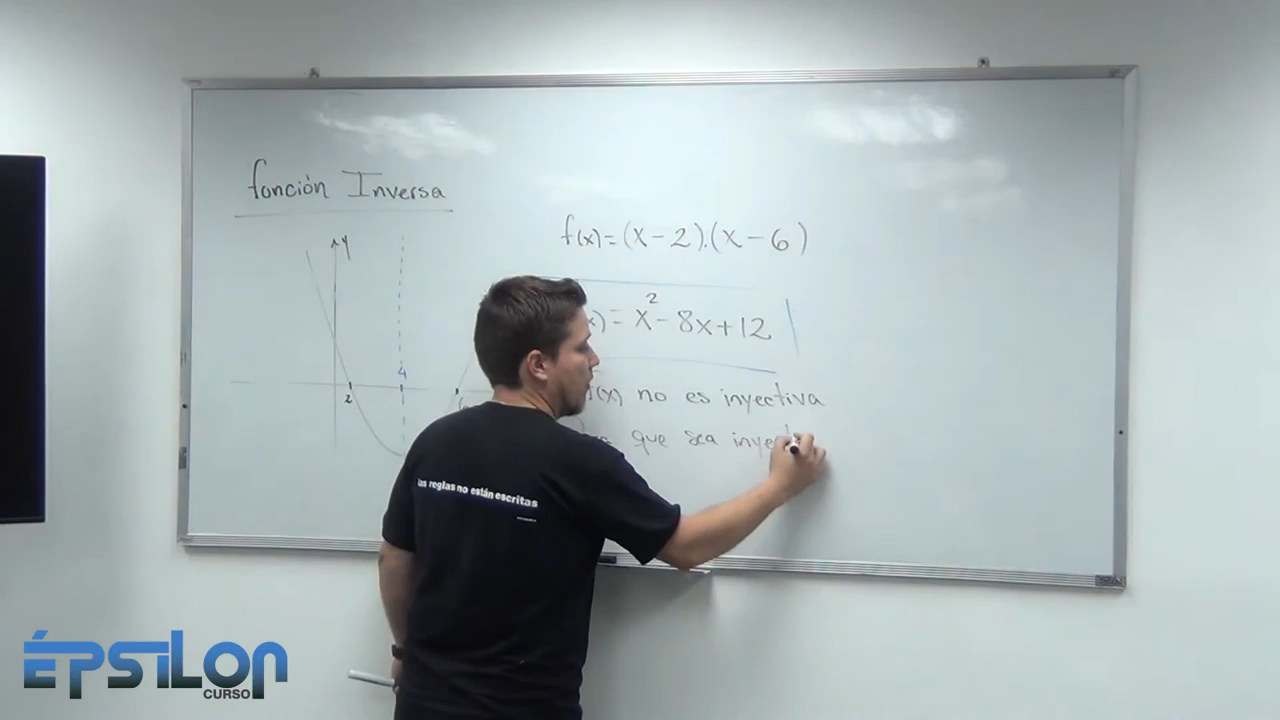 función Inversa
y
4
2
f(x)=(x-2).(x-6)
x)= x²-8x+12
f(x) no es inyectiva
que sea
las reglas no están escritas
ÉPSILON
CURSO